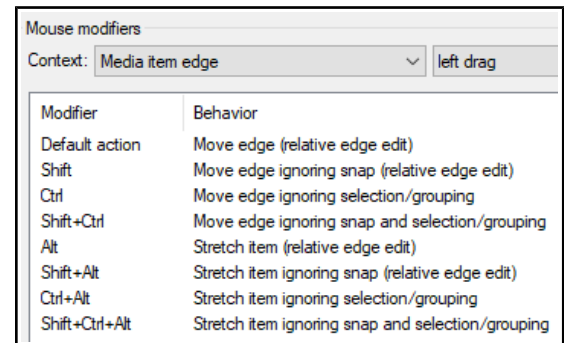 Mouse modifiers
Context: Media item edge left drag
Modifier Behavior
Default action Move edge (relative edge edit)
Shift Move edge ignoring snap (relative edge edit)
Ctrl Move edge ignoring selection/grouping
Shift+Ctrl Move edge ignoring snap and selection/grouping
Alt Stretch item (relative edge edit)
Shift+Alt Stretch item ignoring snap (relative edge edit)
Ctrl+Alt Stretch item ignoring selection/grouping
Shift+Ctrl+Alt Stretch item ignoring snap and selection/grouping